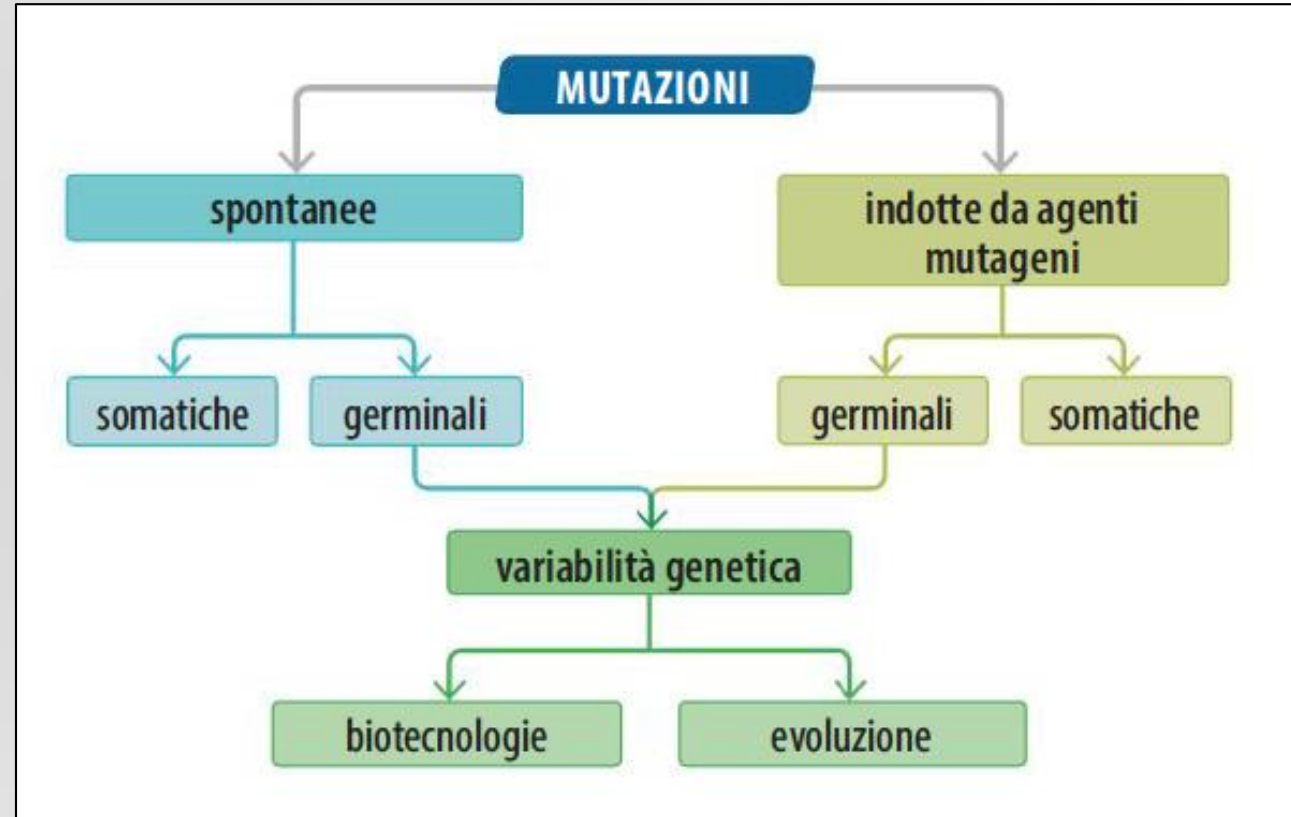 MUTAZIONI
spontanee
indotte da agenti
mutageni
somatiche
germinali
germinali
somatiche
variabilità genetica
biotecnologie
evoluzione